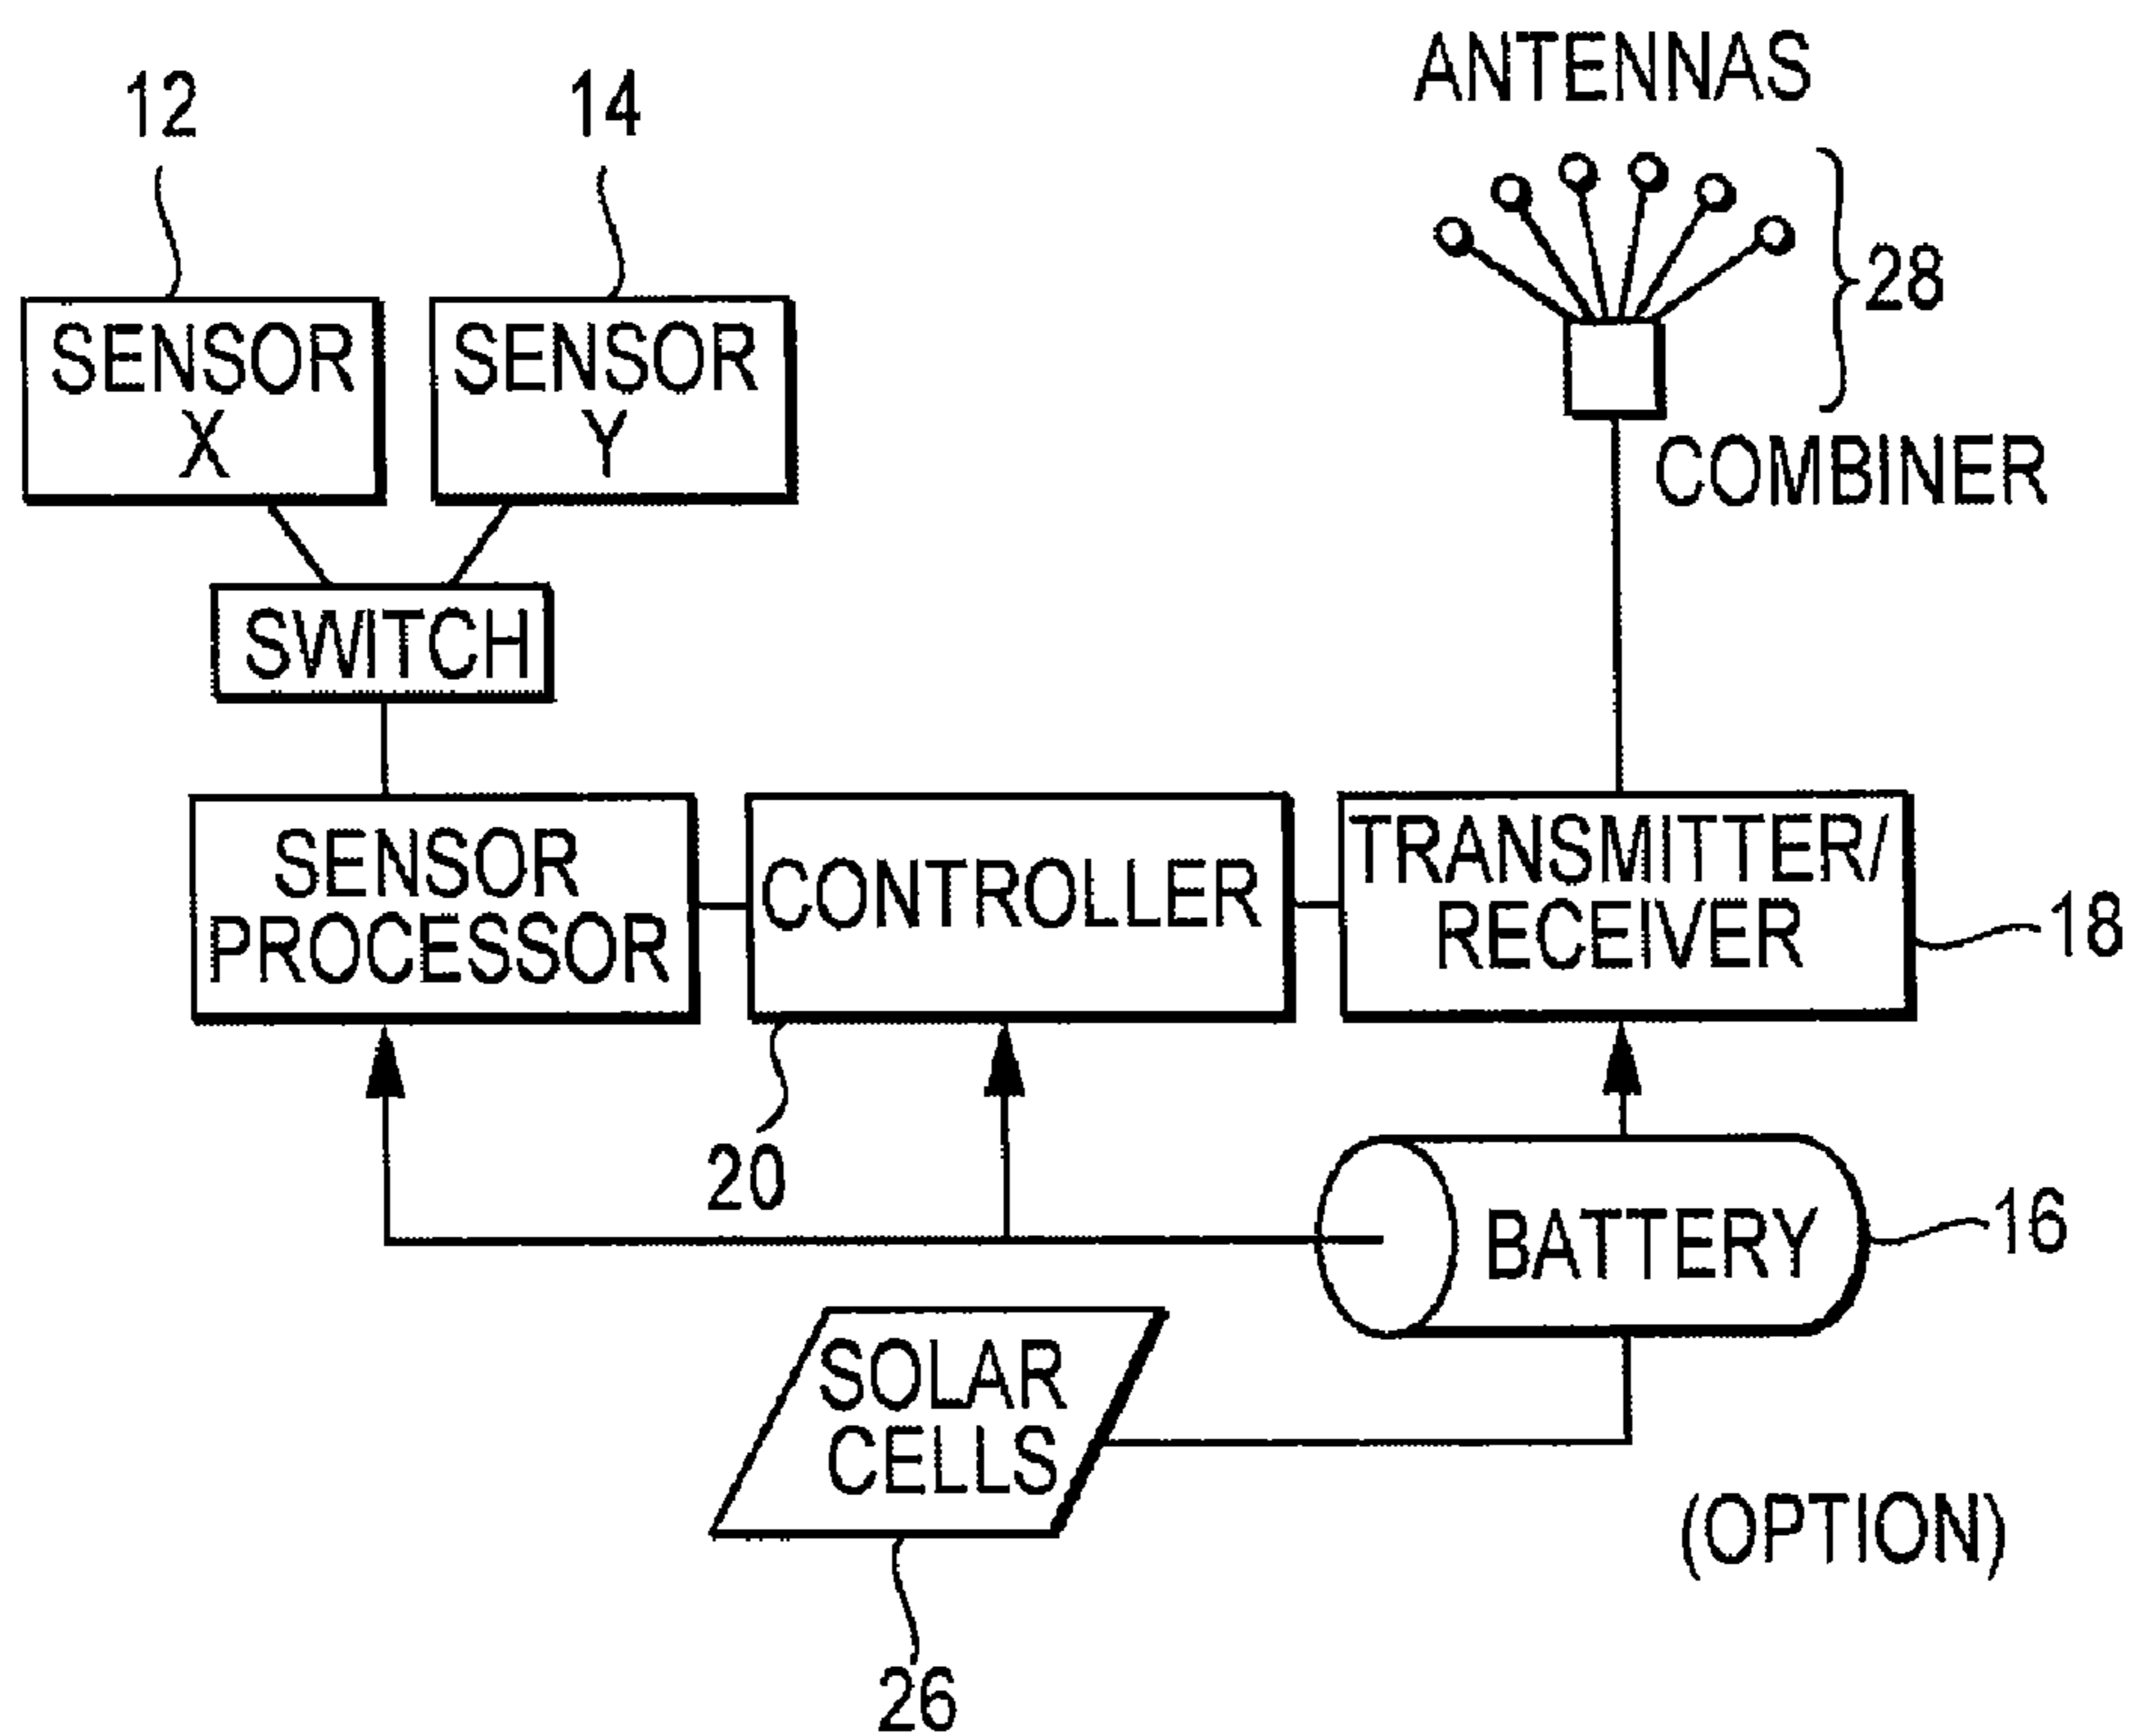 ANTENNAS
12
14
28
SENSOR
X
SENSOR
Y
COMBINER
SWITCH
SENSOR
PROCESSOR
CONTROLLER
TRANSMITTER/
RECEIVER
18
20
BATTERY
16
SOLAR
CELLS
(OPTION)
26